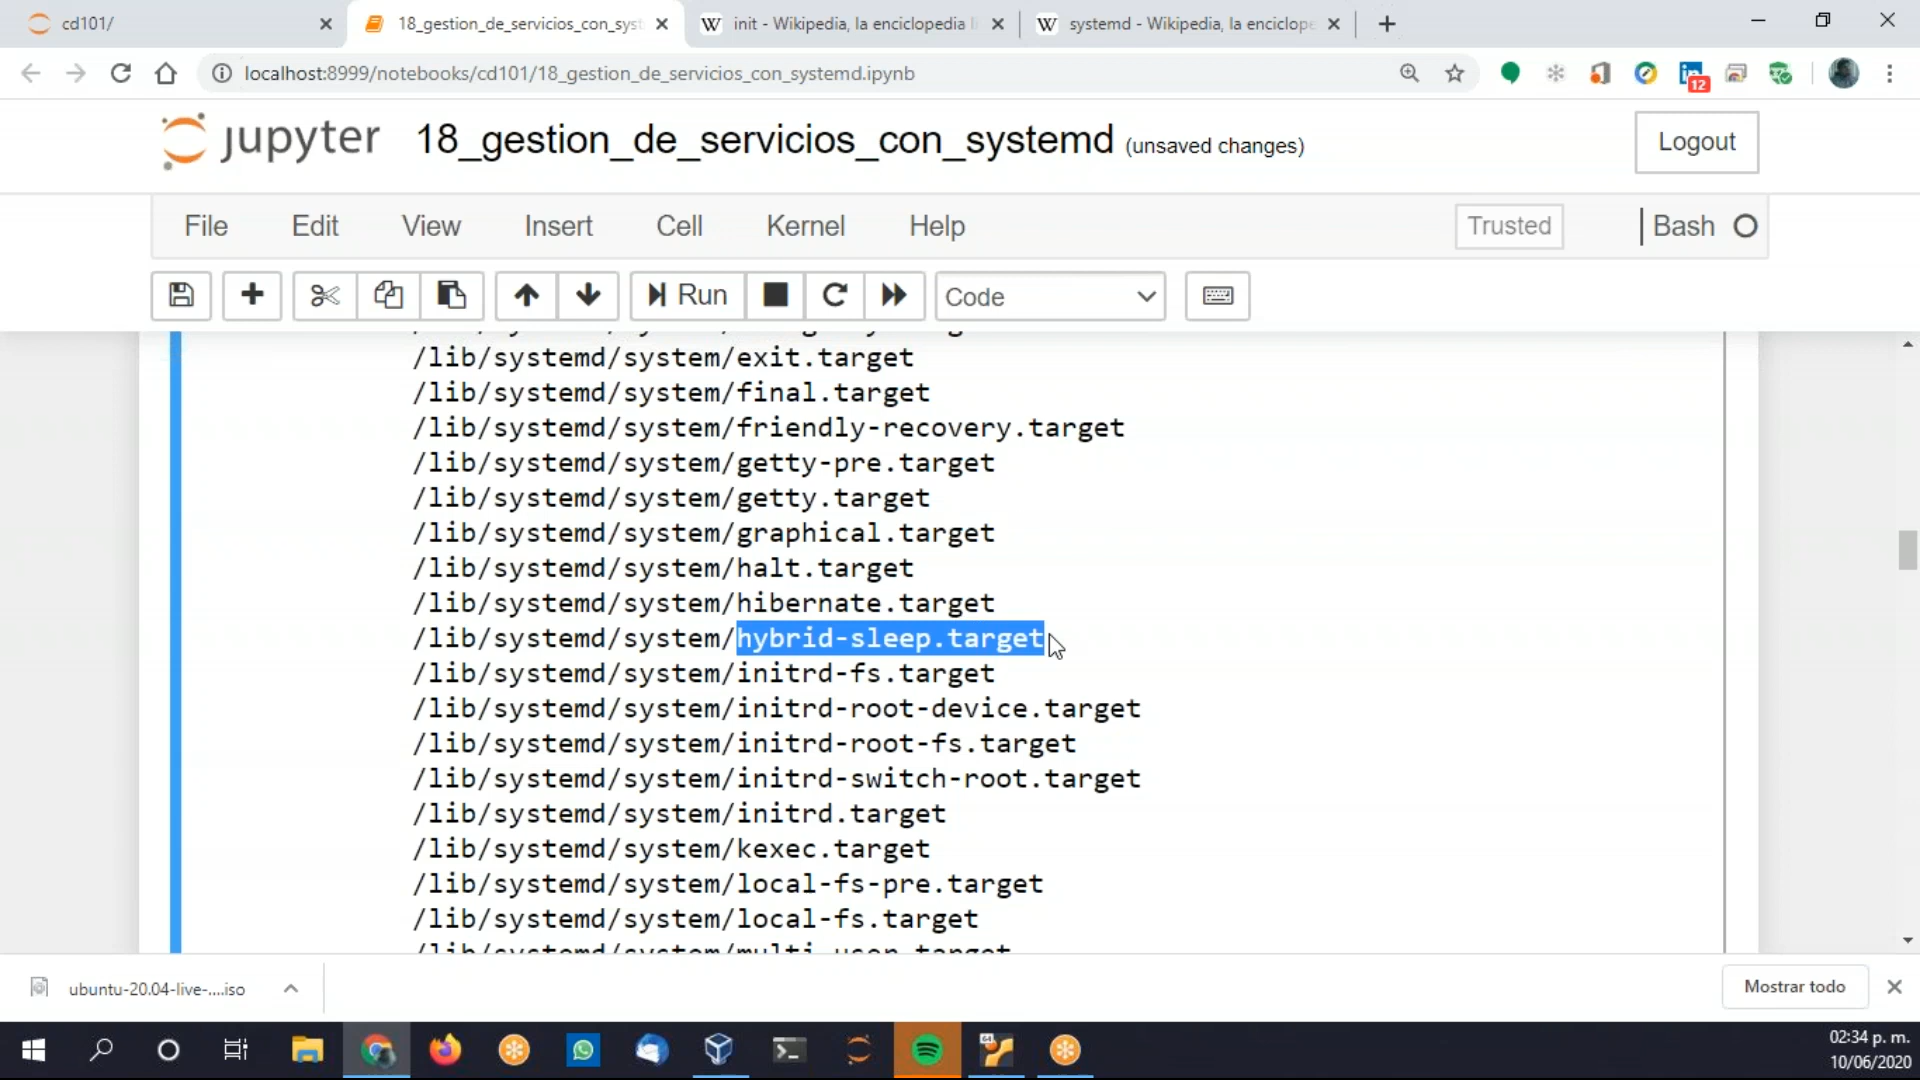 cd101/
18_gestion_de_servicios_con_syst
init - Wikipedia, la enciclopedia l
systemd - Wikipedia, la enciclope
localhost:8999/notebooks/cd101/18_gestion_de_servicios_con_systemd.ipynb
12
jupyter 18_gestion_de_servicios_con_systemd (unsaved changes)
Logout
File Edit View Insert Cell Kernel Help
Trusted
Bash
Run
Code
/lib/systemd/system/exit.target
/lib/systemd/system/final.target
/lib/systemd/system/friendly-recovery.target
/lib/systemd/system/getty-pre.target
/lib/systemd/system/getty.target
/lib/systemd/system/graphical.target
/lib/systemd/system/halt.target
/lib/systemd/system/hibernate.target
/lib/systemd/system/hybrid-sleep.target
/lib/systemd/system/initrd-fs.target
/lib/systemd/system/initrd-root-device.target
/lib/systemd/system/initrd-root-fs.target
/lib/systemd/system/initrd-switch-root.target
/lib/systemd/system/initrd.target
/lib/systemd/system/kexec.target
/lib/systemd/system/local-fs-pre.target
/lib/systemd/system/local-fs.target
/lib/systemd/system/multi-user.target
ubuntu-20.04-live-....iso
Mostrar todo
02:34 p. m.
10/06/2020